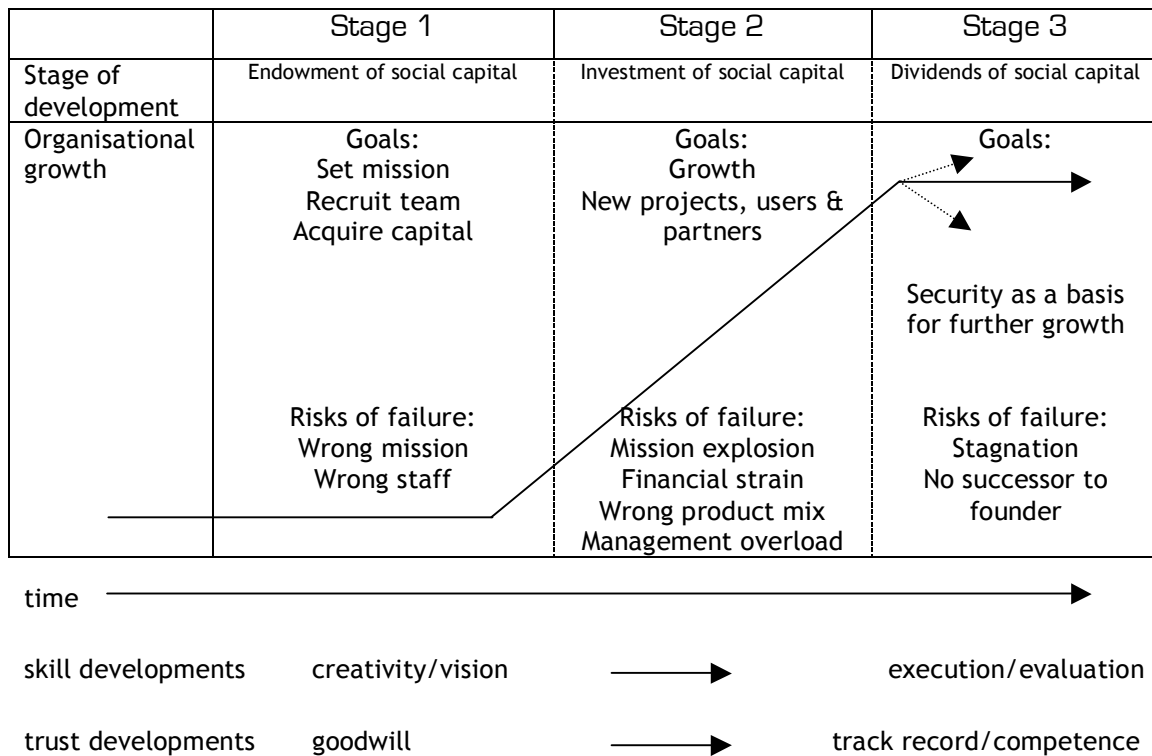 Stage 1
Stage 2
Stage 3
Stage of
development
Endowment of social capital
Investment of social capital
Dividends of social capital
Organisational
growth
Goals:
Set mission
Recruit team
Acquire capital
Risks of failure:
Wrong mission
Wrong staff
Goals:
Growth
New projects, users &
partners
Risks of failure:
Mission explosion
Financial strain
Wrong product mix
Management overload
Goals:
Security as a basis
for further growth
Risks of failure:
Stagnation
No successor to
founder
time
skill developments
creativity/vision
execution/evaluation
trust developments
goodwill
track record/competence